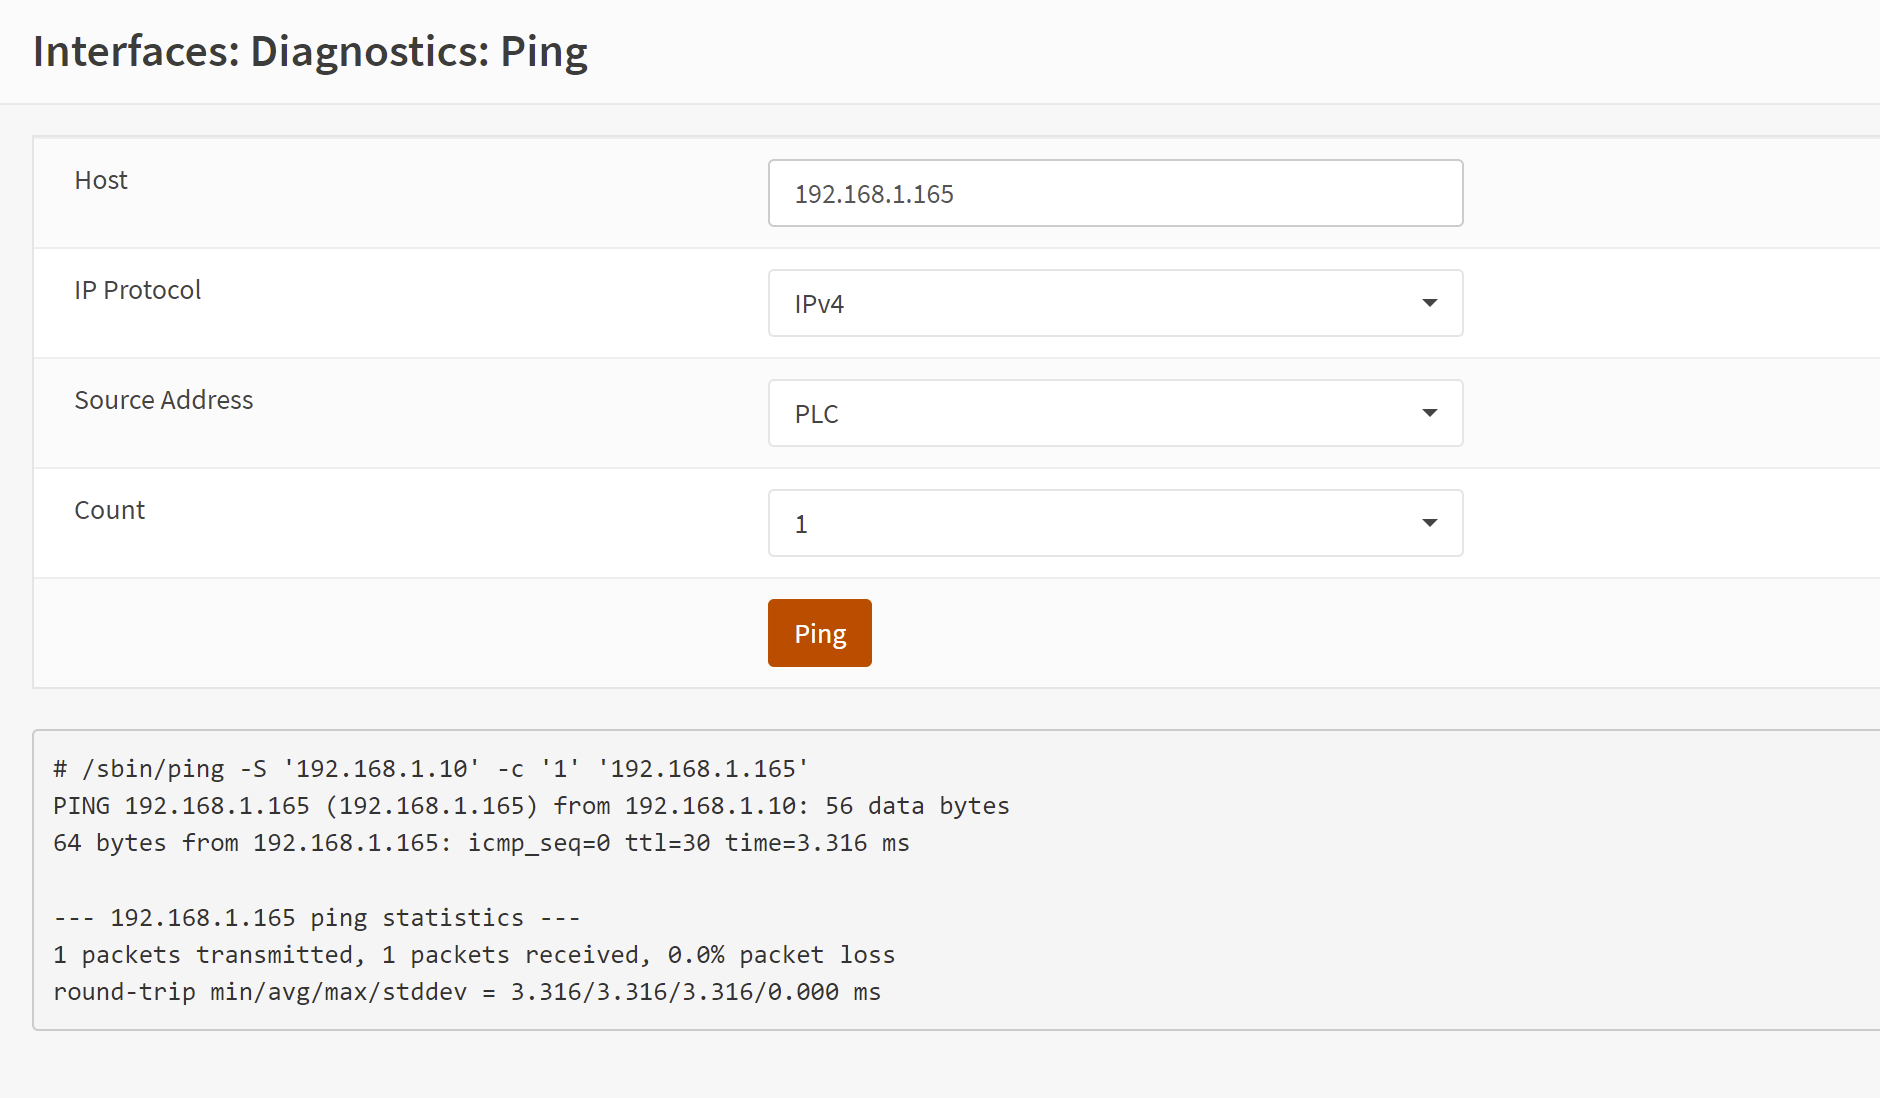 Interfaces: Diagnostics: Ping
Host
192.168.1.165
IP Protocol
IPv4
Source Address
PLC
Count
1
Ping
# /sbin/ping -S '192.168.1.10' -c '1' '192.168.1.165'
PING 192.168.1.165 (192.168.1.165) from 192.168.1.10: 56 data bytes
64 bytes from 192.168.1.165: icmp_seq=0 ttl=30 time=3.316 ms
--- 192.168.1.165 ping statistics ---
1 packets transmitted, 1 packets received, 0.0% packet loss
round-trip min/avg/max/stddev = 3.316/3.316/3.316/0.000 ms